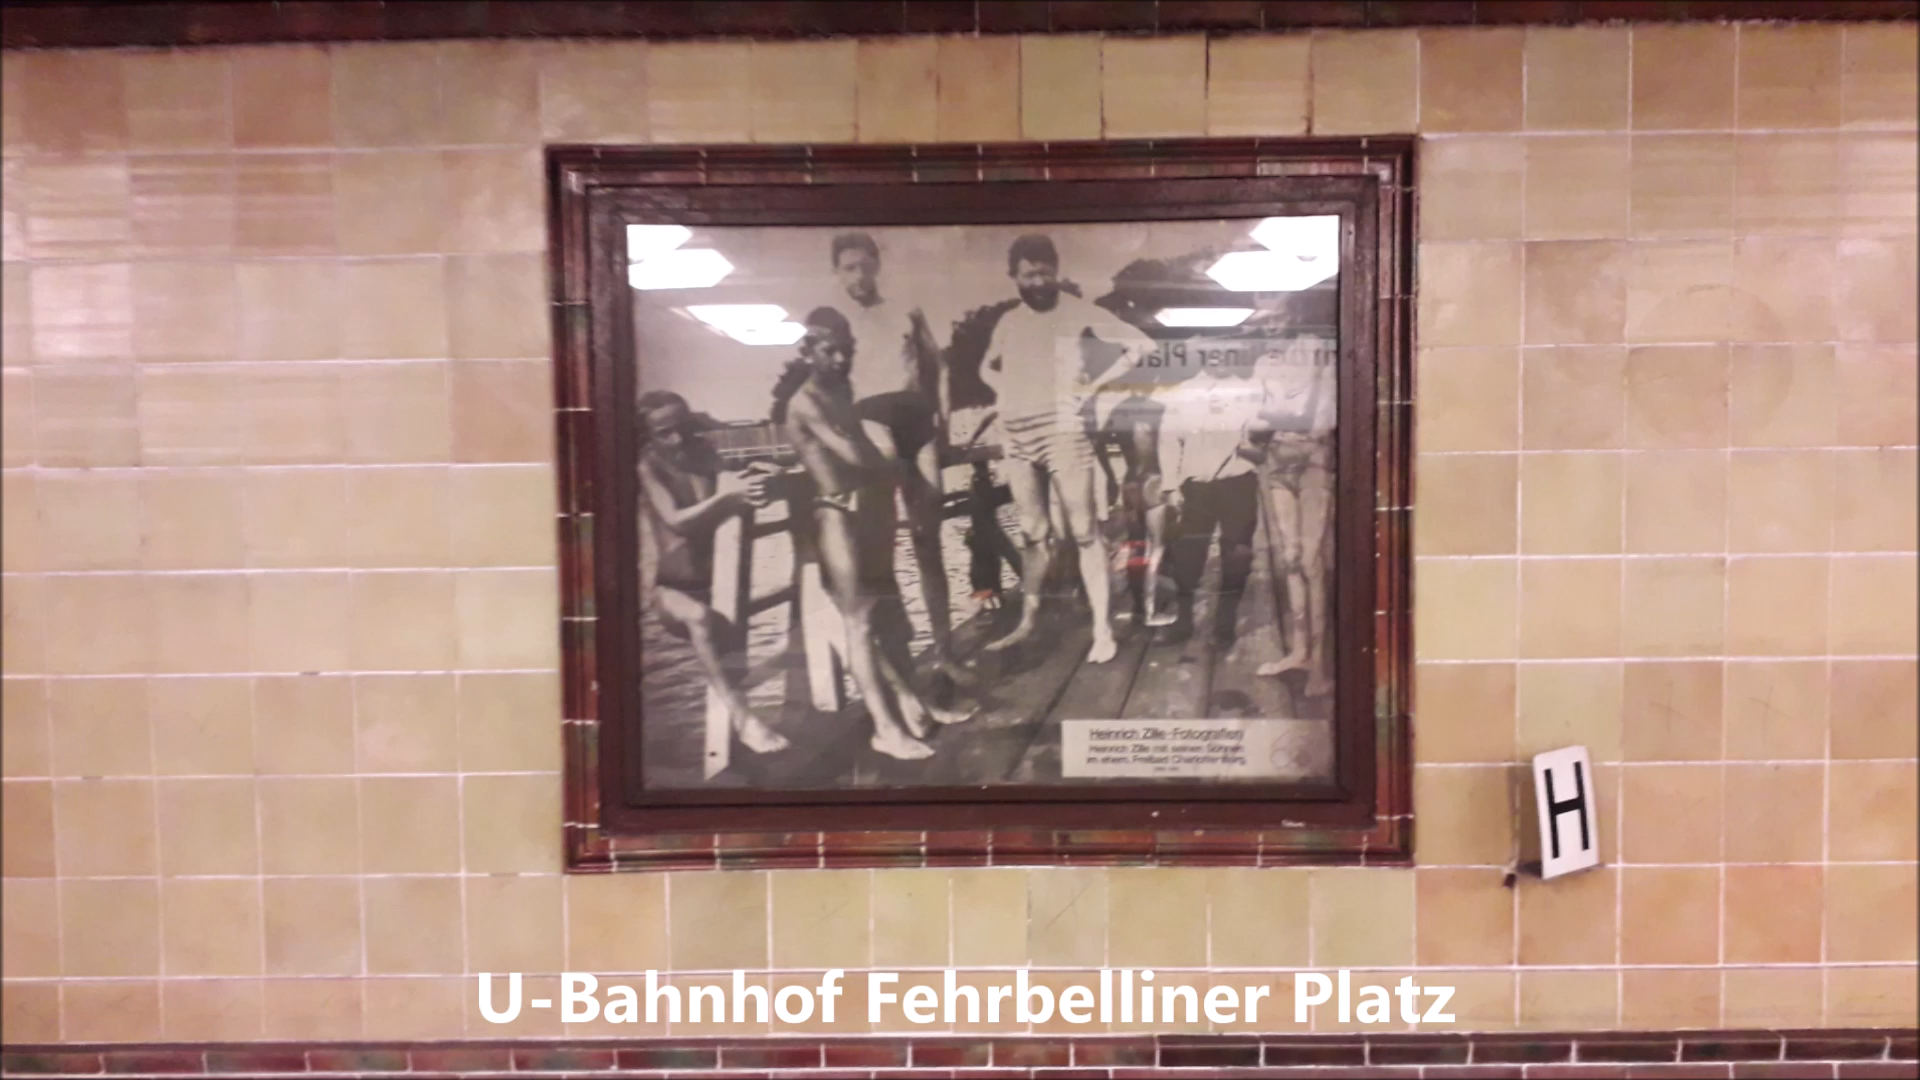 Heinrich Zille-Fotografien
Heinrich Zille mit seinen Söhnen
im ehem. Freibad Charlottenburg
H
U-Bahnhof Fehrbelliner Platz